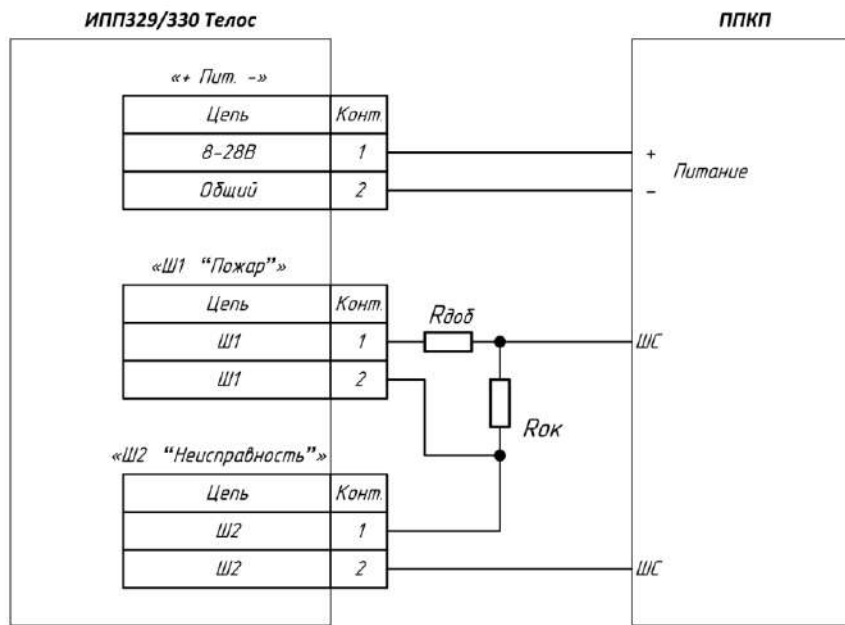 ИПП329/330 Телос
ППКП
«+ Пит. -»
Цепь Конт.
8-28В 1
Общий 2
+
Питание
-
«Ш1 “Пожар”»
Цепь Конт.
Ш1 1
Ш1 2
Rдоб
ШС
Rок
«Ш2 “Неисправность”»
Цепь Конт.
Ш2 1
Ш2 2
ШС